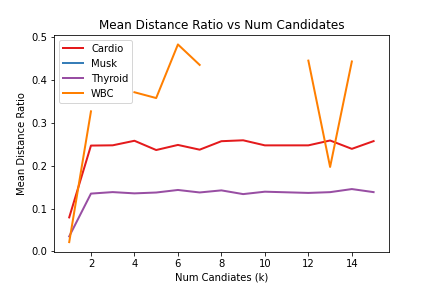 Mean Distance Ratio vs Num Candidates
Mean Distance Ratio
0.5
0.4
0.3
0.2
0.1
0.0
Cardio
Musk
Thyroid
WBC
2 4 6 8 10 12 14
Num Candiates (k)